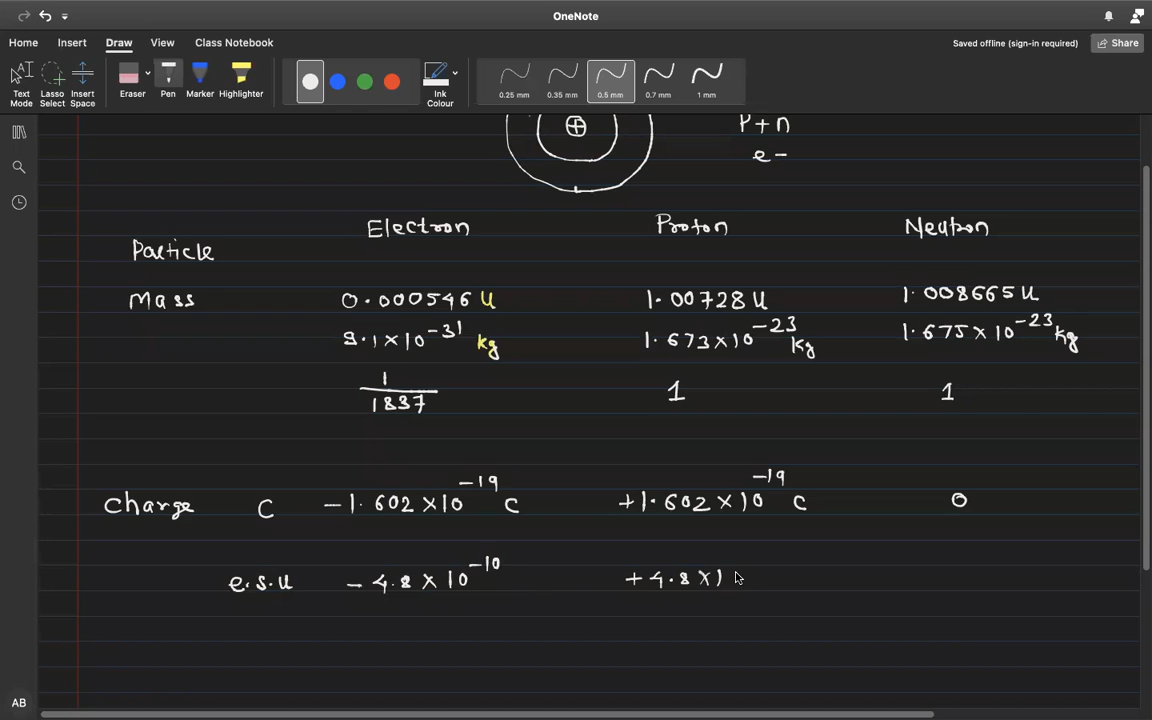 OneNote
Home Insert Draw View Class Notebook
Saved offline (sign-in required) Share
Text Mode
Lasso Select
Insert Space
Eraser
Pen
Marker
Highlighter
Ink Colour
0.25 mm
0.35 mm
0.5 mm
0.7 mm
1 mm
P + n
+
e -
Particle Electron Proton Neutron
Mass 0.000546 U 1.00728 U 1.008665 U
9.1 × 10⁻³¹ kg 1.673 × 10⁻²³ kg 1.675 × 10⁻²³ kg
1/1837 1 1
Charge C -1.602 × 10⁻¹⁹ C +1.602 × 10⁻¹⁹ C 0
e.s.u - 4.8 × 10⁻¹⁰ + 4.8 × 1
AB